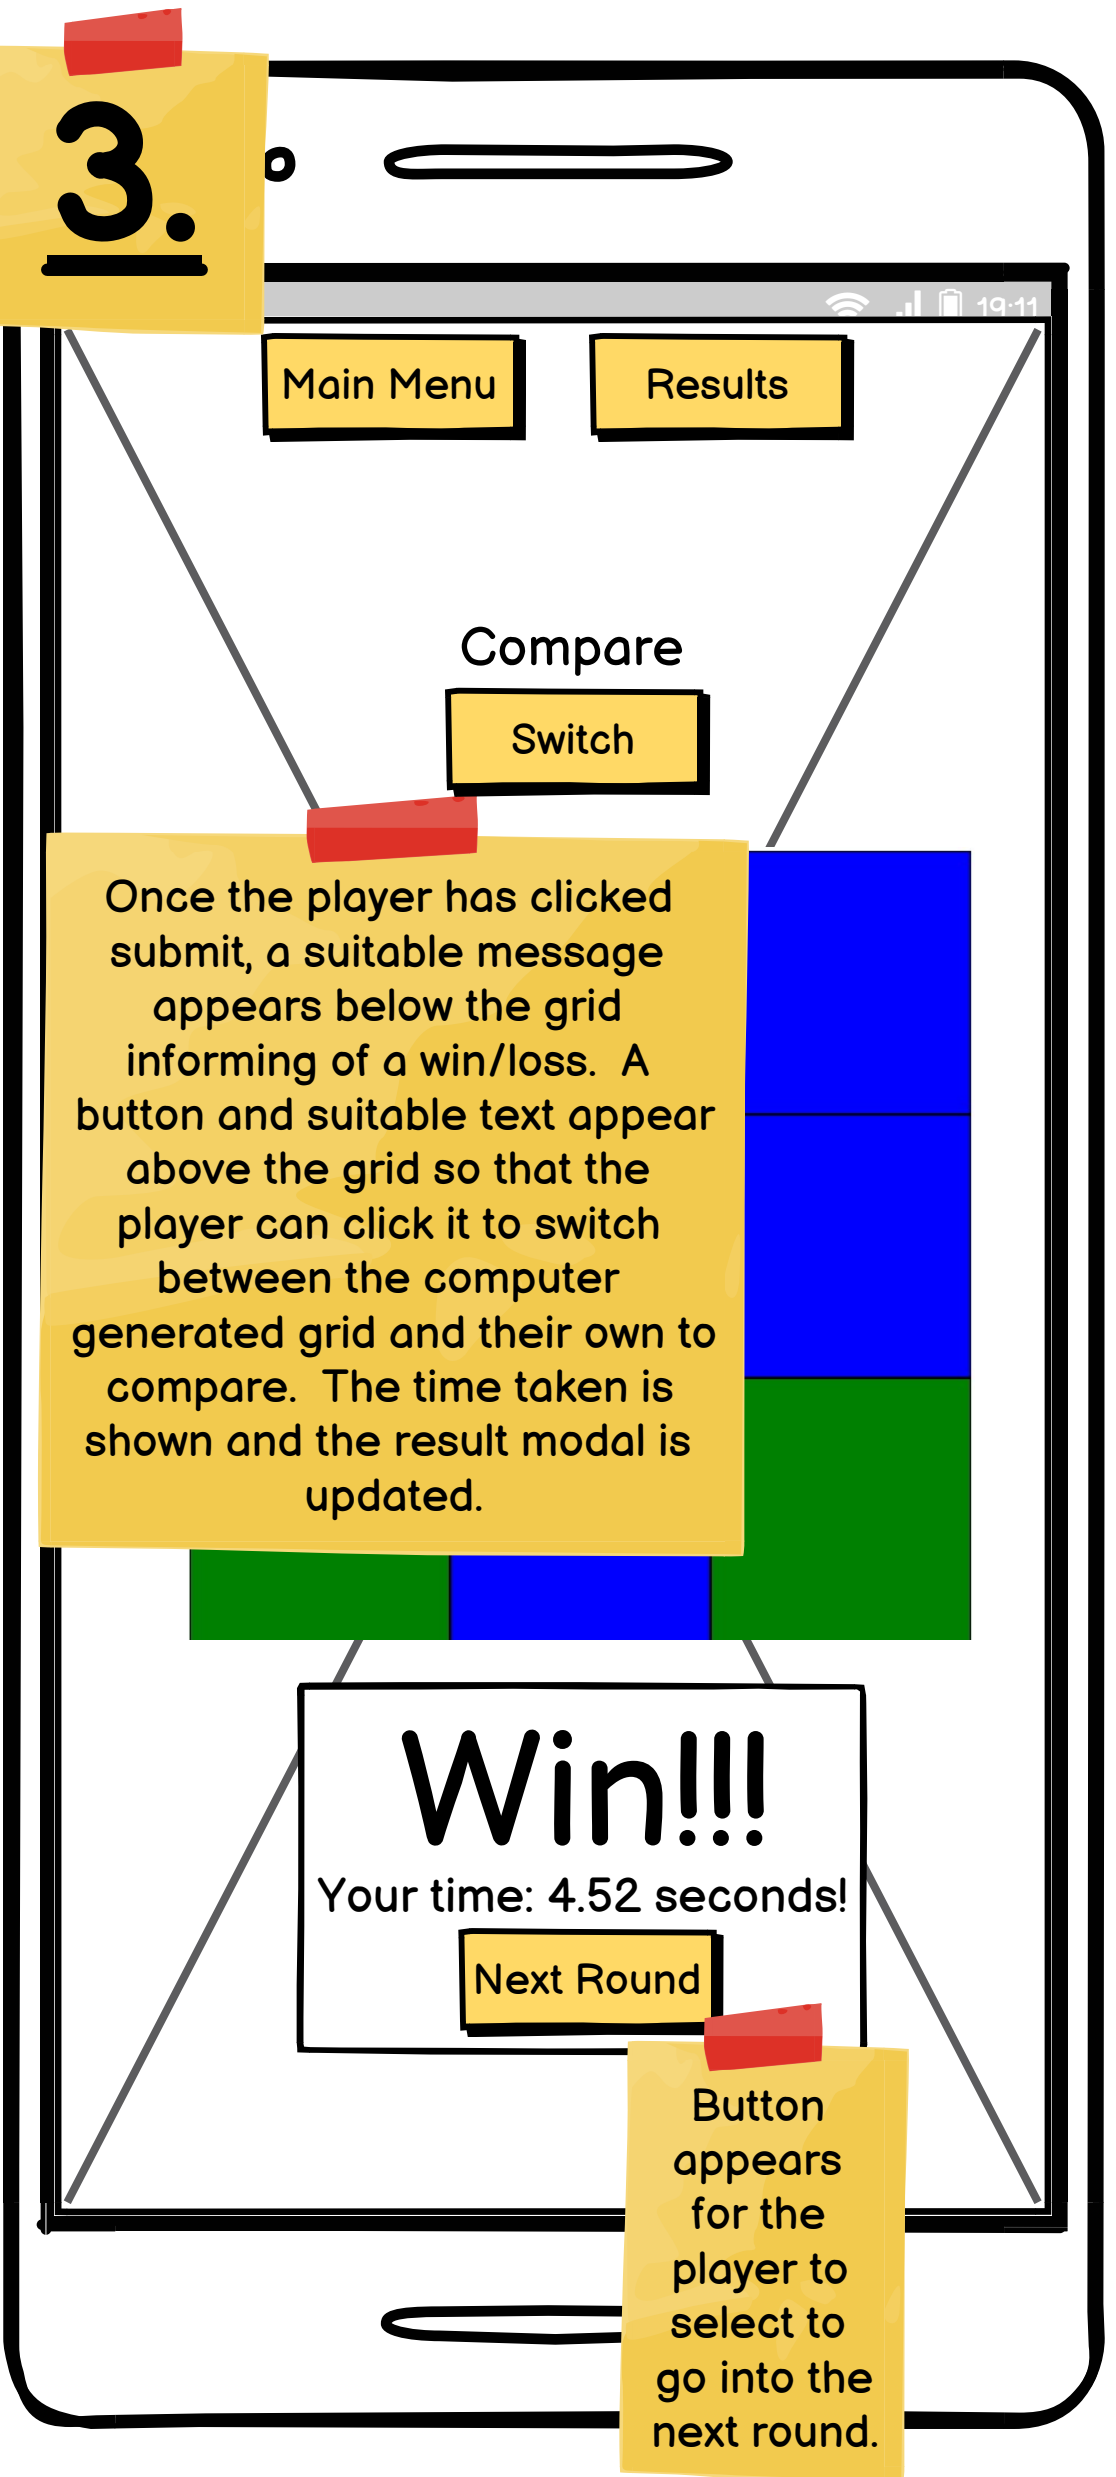 3.
19:11
Main Menu
Results
Compare
Switch
Once the player has clicked
submit, a suitable message
appears below the grid
informing of a win/loss.  A
button and suitable text appear
above the grid so that the
player can click it to switch
between the computer
generated grid and their own to
compare.  The time taken is
shown and the result modal is
updated.
Win!!!
Your time: 4.52 seconds!
Next Round
Button
appears
for the
player to
select to
go into the
next round.